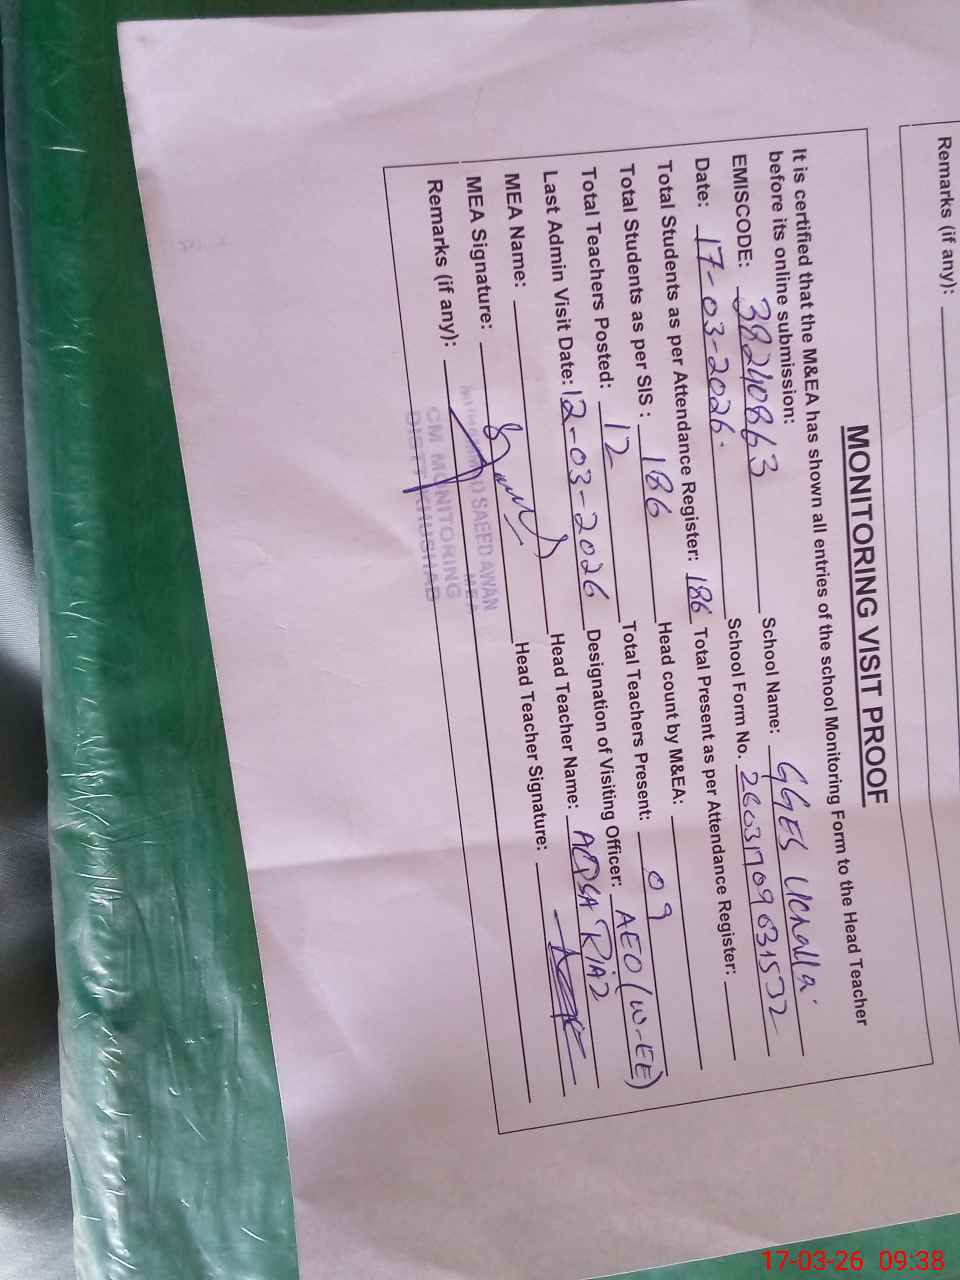 Remarks (if any):
MONITORING VISIT PROOF
It is certified that the M&EA has shown all entries of the school Monitoring Form to the Head Teacher
before its online submission:
EMISCODE: 38240863 School Name: GGES Uchalla
Date: 17-03-2026 School Form No.
Total Students as per Attendance Register: 186 Total Present as per Attendance Register:
Total Students as per SIS : 186 Head count by M&EA:
Total Teachers Posted: 12 Total Teachers Present: 09
Last Admin Visit Date: 12-03-2026 Designation of Visiting Officer: AEO (W-EE)
MEA Name: Head Teacher Name: AQSA RIAZ
MEA Signature: Head Teacher Signature:
Remarks (if any):
SAEED AWAN
MEA
CM MONITORING
DISTT KHUSHAB
17-03-26 09:38